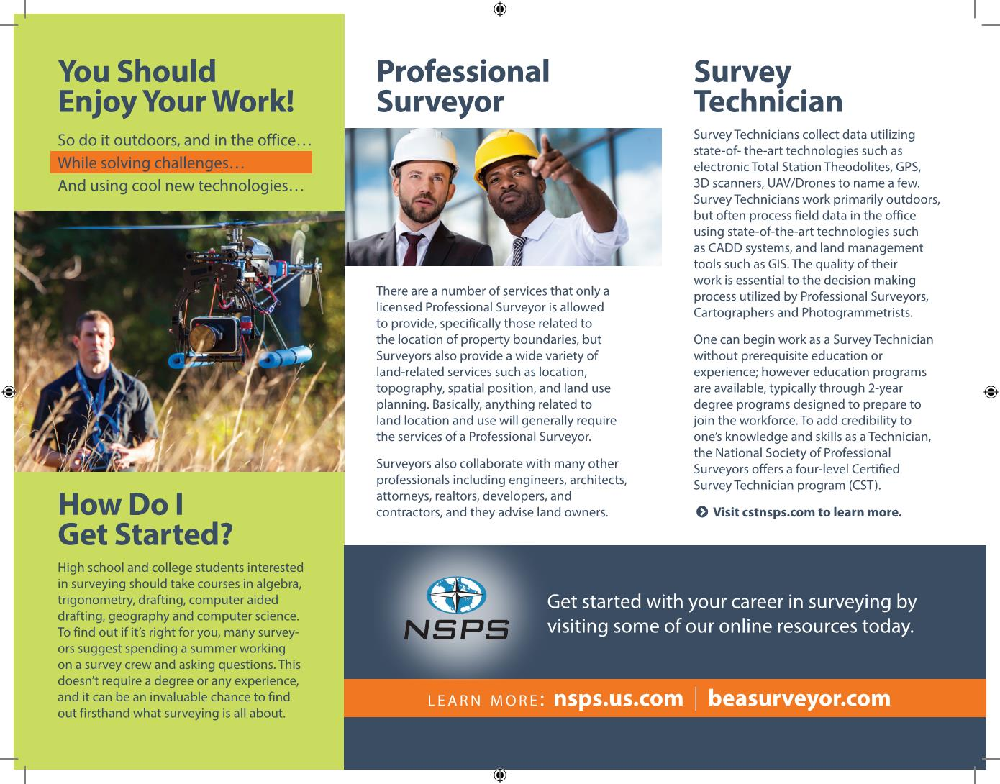 You Should
Enjoy Your Work!
So do it outdoors, and in the office…
While solving challenges…
And using cool new technologies…
How Do I
Get Started?
High school and college students interested
in surveying should take courses in algebra,
trigonometry, drafting, computer aided
drafting, geography and computer science.
To find out if it's right for you, many survey-
ors suggest spending a summer working
on a survey crew and asking questions. This
doesn't require a degree or any experience,
and it can be an invaluable chance to find
out firsthand what surveying is all about.
Professional
Surveyor
There are a number of services that only a
licensed Professional Surveyor is allowed
to provide, specifically those related to
the location of property boundaries, but
Surveyors also provide a wide variety of
land-related services such as location,
topography, spatial position, and land use
planning. Basically, anything related to
land location and use will generally require
the services of a Professional Surveyor.
Surveyors also collaborate with many other
professionals including engineers, architects,
attorneys, realtors, developers, and
contractors, and they advise land owners.
Survey
Technician
Survey Technicians collect data utilizing
state-of- the-art technologies such as
electronic Total Station Theodolites, GPS,
3D scanners, UAV/Drones to name a few.
Survey Technicians work primarily outdoors,
but often process field data in the office
using state-of-the-art technologies such
as CADD systems, and land management
tools such as GIS. The quality of their
work is essential to the decision making
process utilized by Professional Surveyors,
Cartographers and Photogrammetrists.
One can begin work as a Survey Technician
without prerequisite education or
experience; however education programs
are available, typically through 2-year
degree programs designed to prepare to
join the workforce. To add credibility to
one's knowledge and skills as a Technician,
the National Society of Professional
Surveyors offers a four-level Certified
Survey Technician program (CST).
Visit cstnsps.com to learn more.
NSPS
Get started with your career in surveying by
visiting some of our online resources today.
LEARN MORE: nsps.us.com | beasurveyor.com